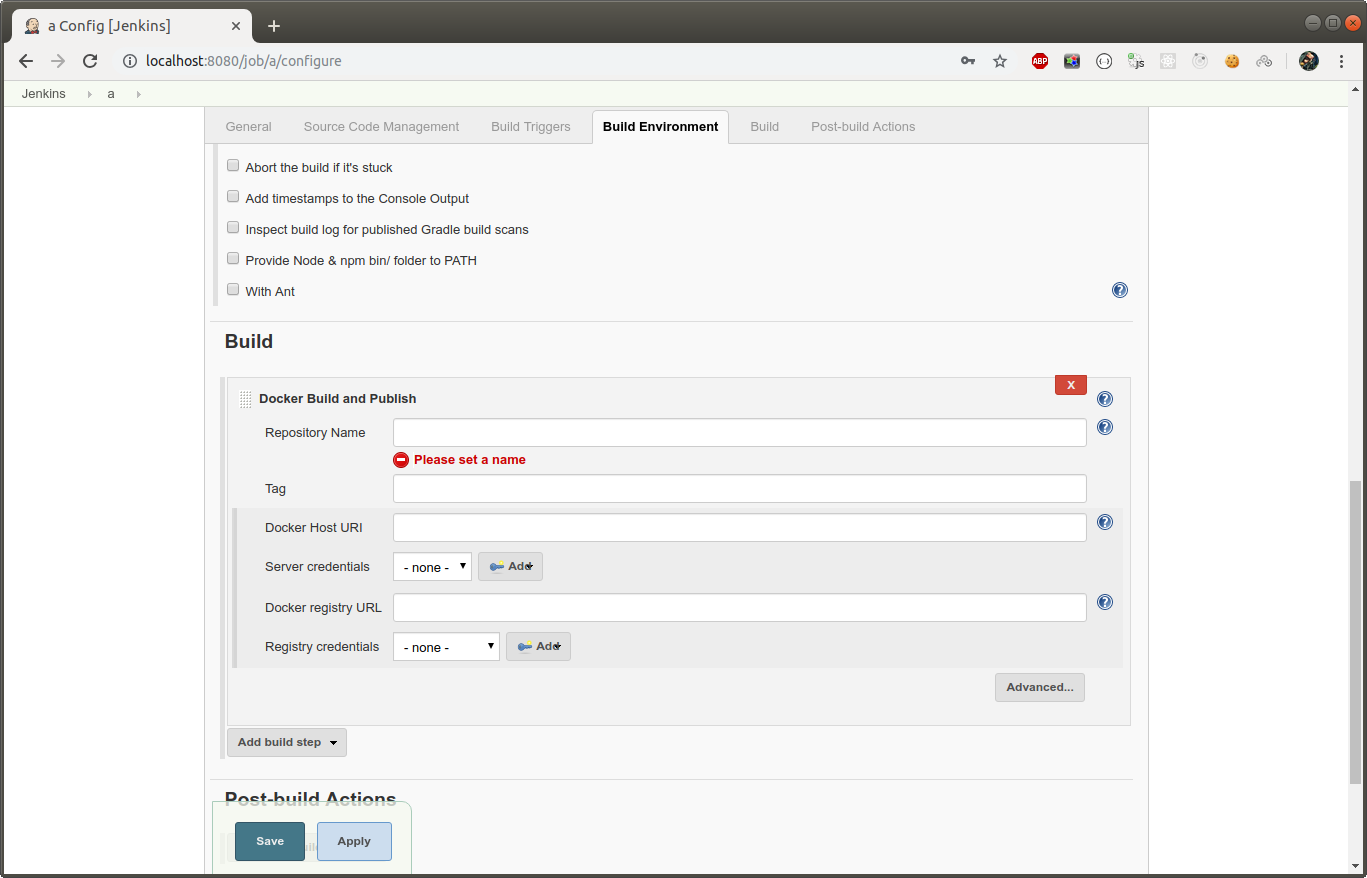 a Config [Jenkins]
localhost:8080/job/a/configure
ABP
JS
Jenkins a
General Source Code Management Build Triggers Build Environment Build Post-build Actions
Abort the build if it's stuck
Add timestamps to the Console Output
Inspect build log for published Gradle build scans
Provide Node & npm bin/ folder to PATH
With Ant
Build
X
Docker Build and Publish
Repository Name
Please set a name
Tag
Docker Host URI
Server credentials - none - Add
Docker registry URL
Registry credentials - none - Add
Advanced...
Add build step
Post-build Actions
Save Apply